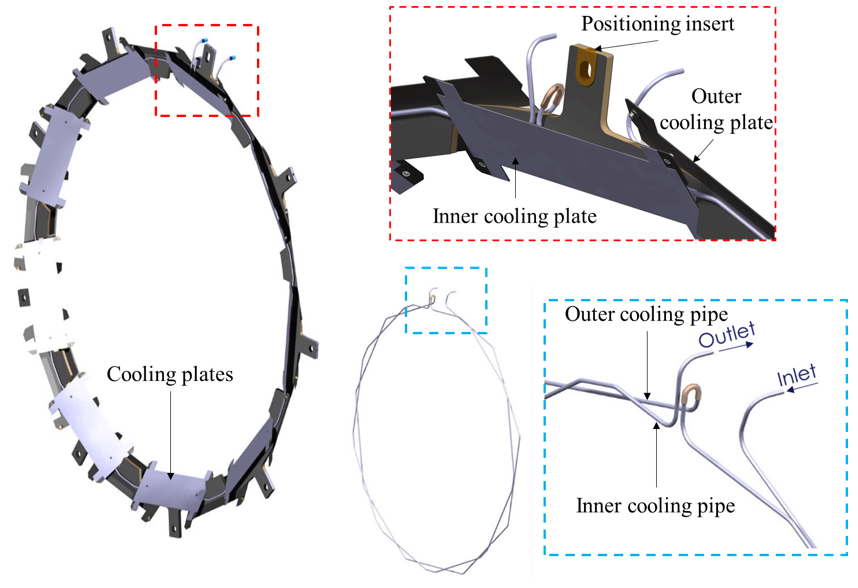 Positioning insert
Outer
cooling plate
Inner cooling plate
Cooling plates
Outer cooling pipe
Outlet
Inlet
Inner cooling pipe